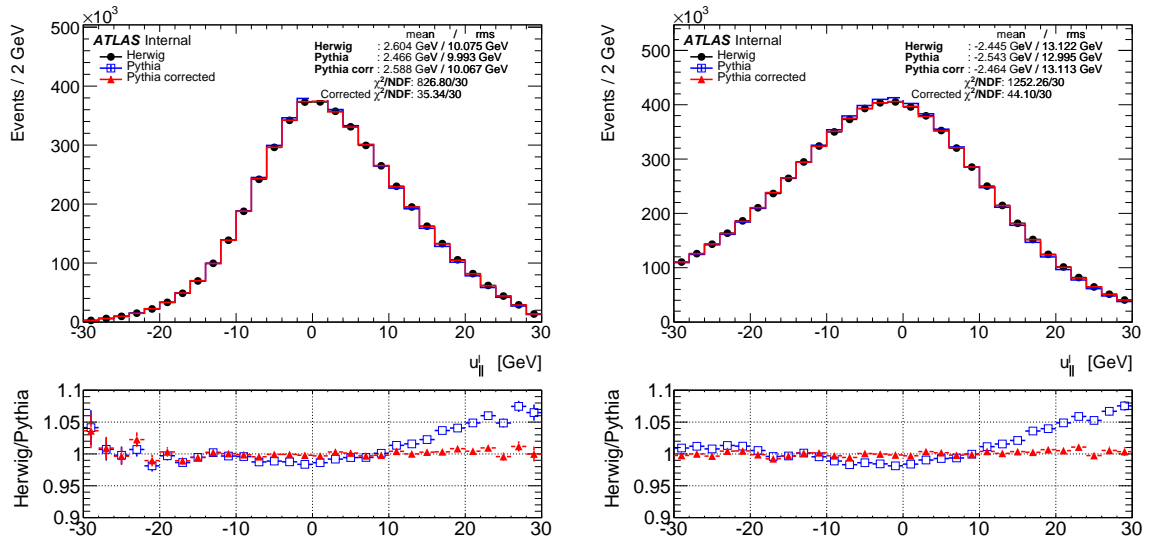 ×10³
500
400
300
200
100
0
Events / 2 GeV
ATLAS Internal
Herwig
Pythia
Pythia corrected
mean / rms
Herwig : 2.604 GeV / 10.075 GeV
Pythia : 2.466 GeV / 9.993 GeV
Pythia corr : 2.588 GeV / 10.067 GeV
χ²/NDF: 826.80/30
Corrected χ²/NDF: 35.34/30
-30 -20 -10 0 10 20 30
u∥ˡ [GeV]
1.1
1.05
1
0.95
0.9
Herwig/Pythia
-30 -20 -10 0 10 20 30
×10³
500
400
300
200
100
0
Events / 2 GeV
ATLAS Internal
Herwig
Pythia
Pythia corrected
mean / rms
Herwig : -2.445 GeV / 13.122 GeV
Pythia : -2.543 GeV / 12.995 GeV
Pythia corr : -2.464 GeV / 13.113 GeV
χ²/NDF: 1252.26/30
Corrected χ²/NDF: 44.10/30
-30 -20 -10 0 10 20 30
u∥ˡ [GeV]
1.1
1.05
1
0.95
0.9
Herwig/Pythia
-30 -20 -10 0 10 20 30